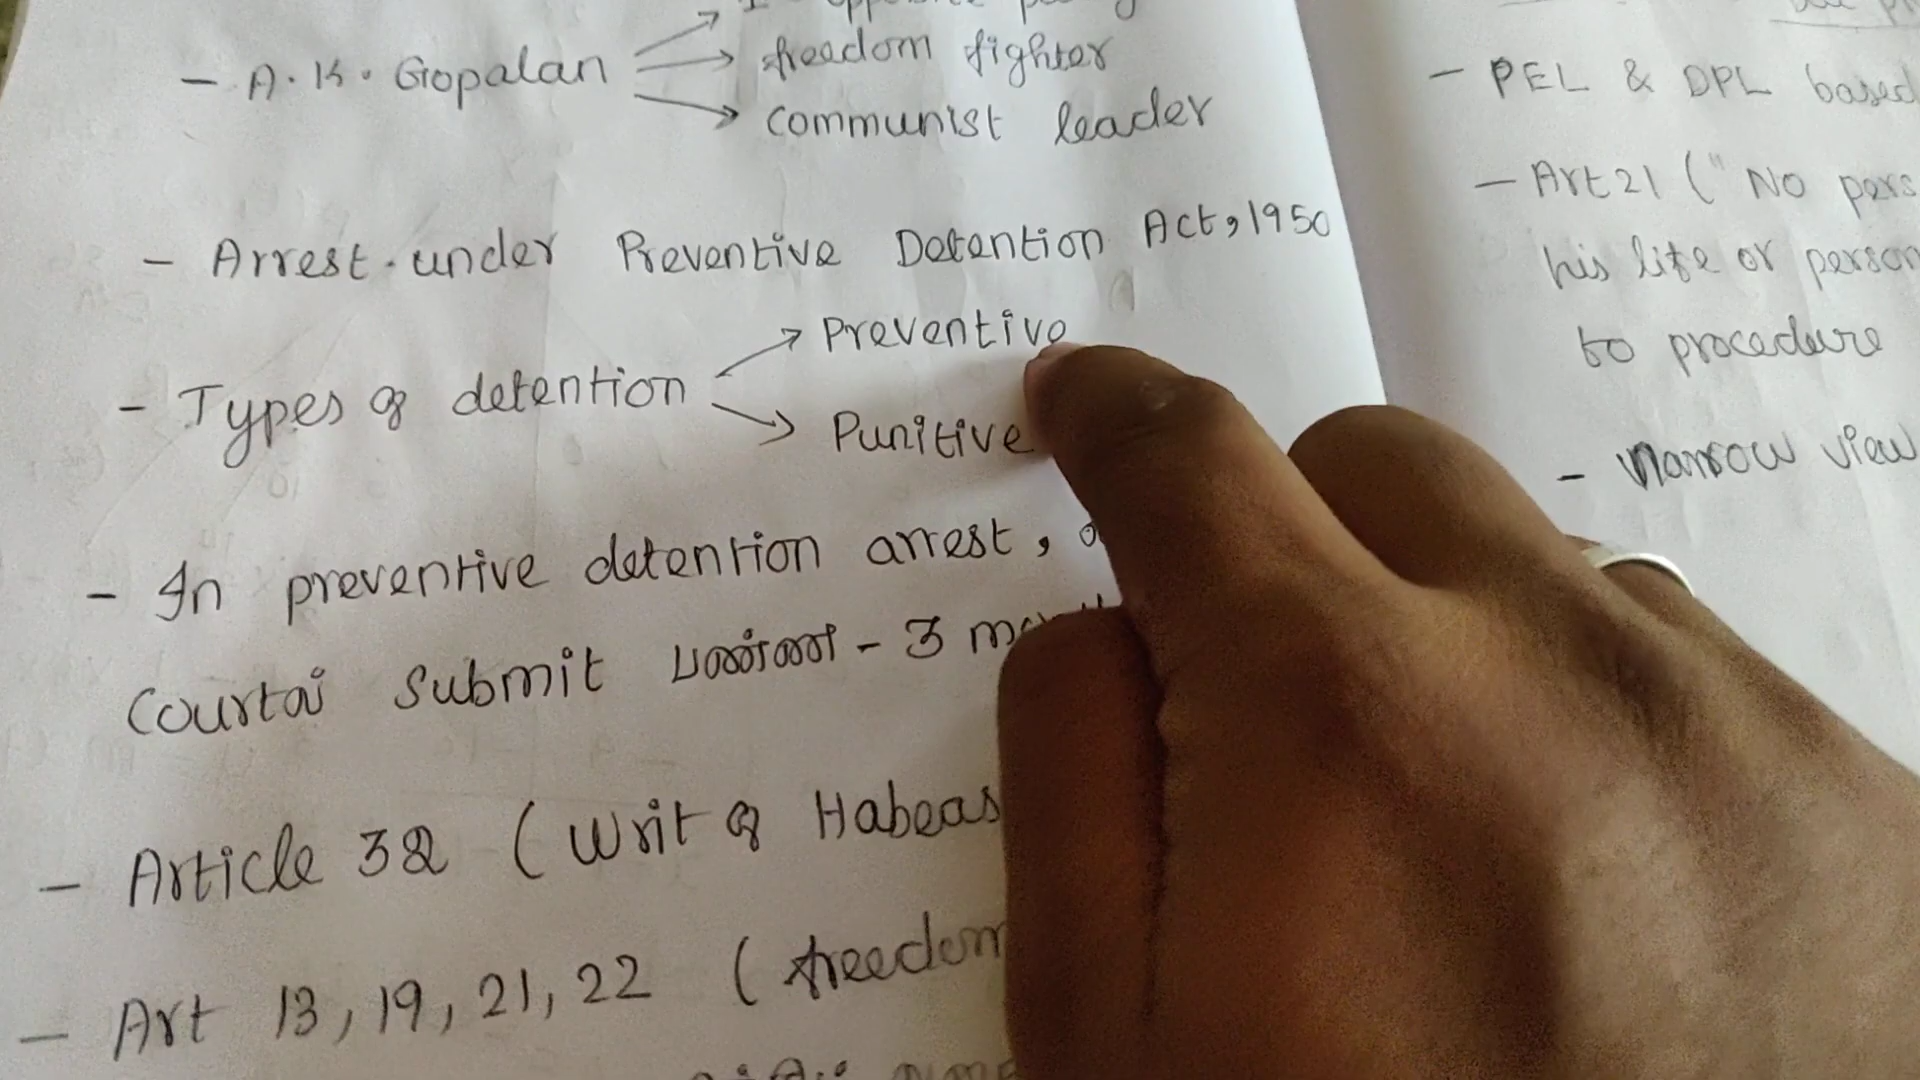 opposite
- A.K. Gopalan → freedom fighter
→ communist leader
- Arrest under Preventive Detention Act, 1950
- Types of detention → Preventive
→ Punitive
- In preventive detention arrest,
Submit - 3
- Article 32 (Writ of Habeas
- Art 13, 19, 21, 22 (freedom
- PEL & DPL based
- Art 21 ("No pers
his life or person
to procedure
- Narrow view